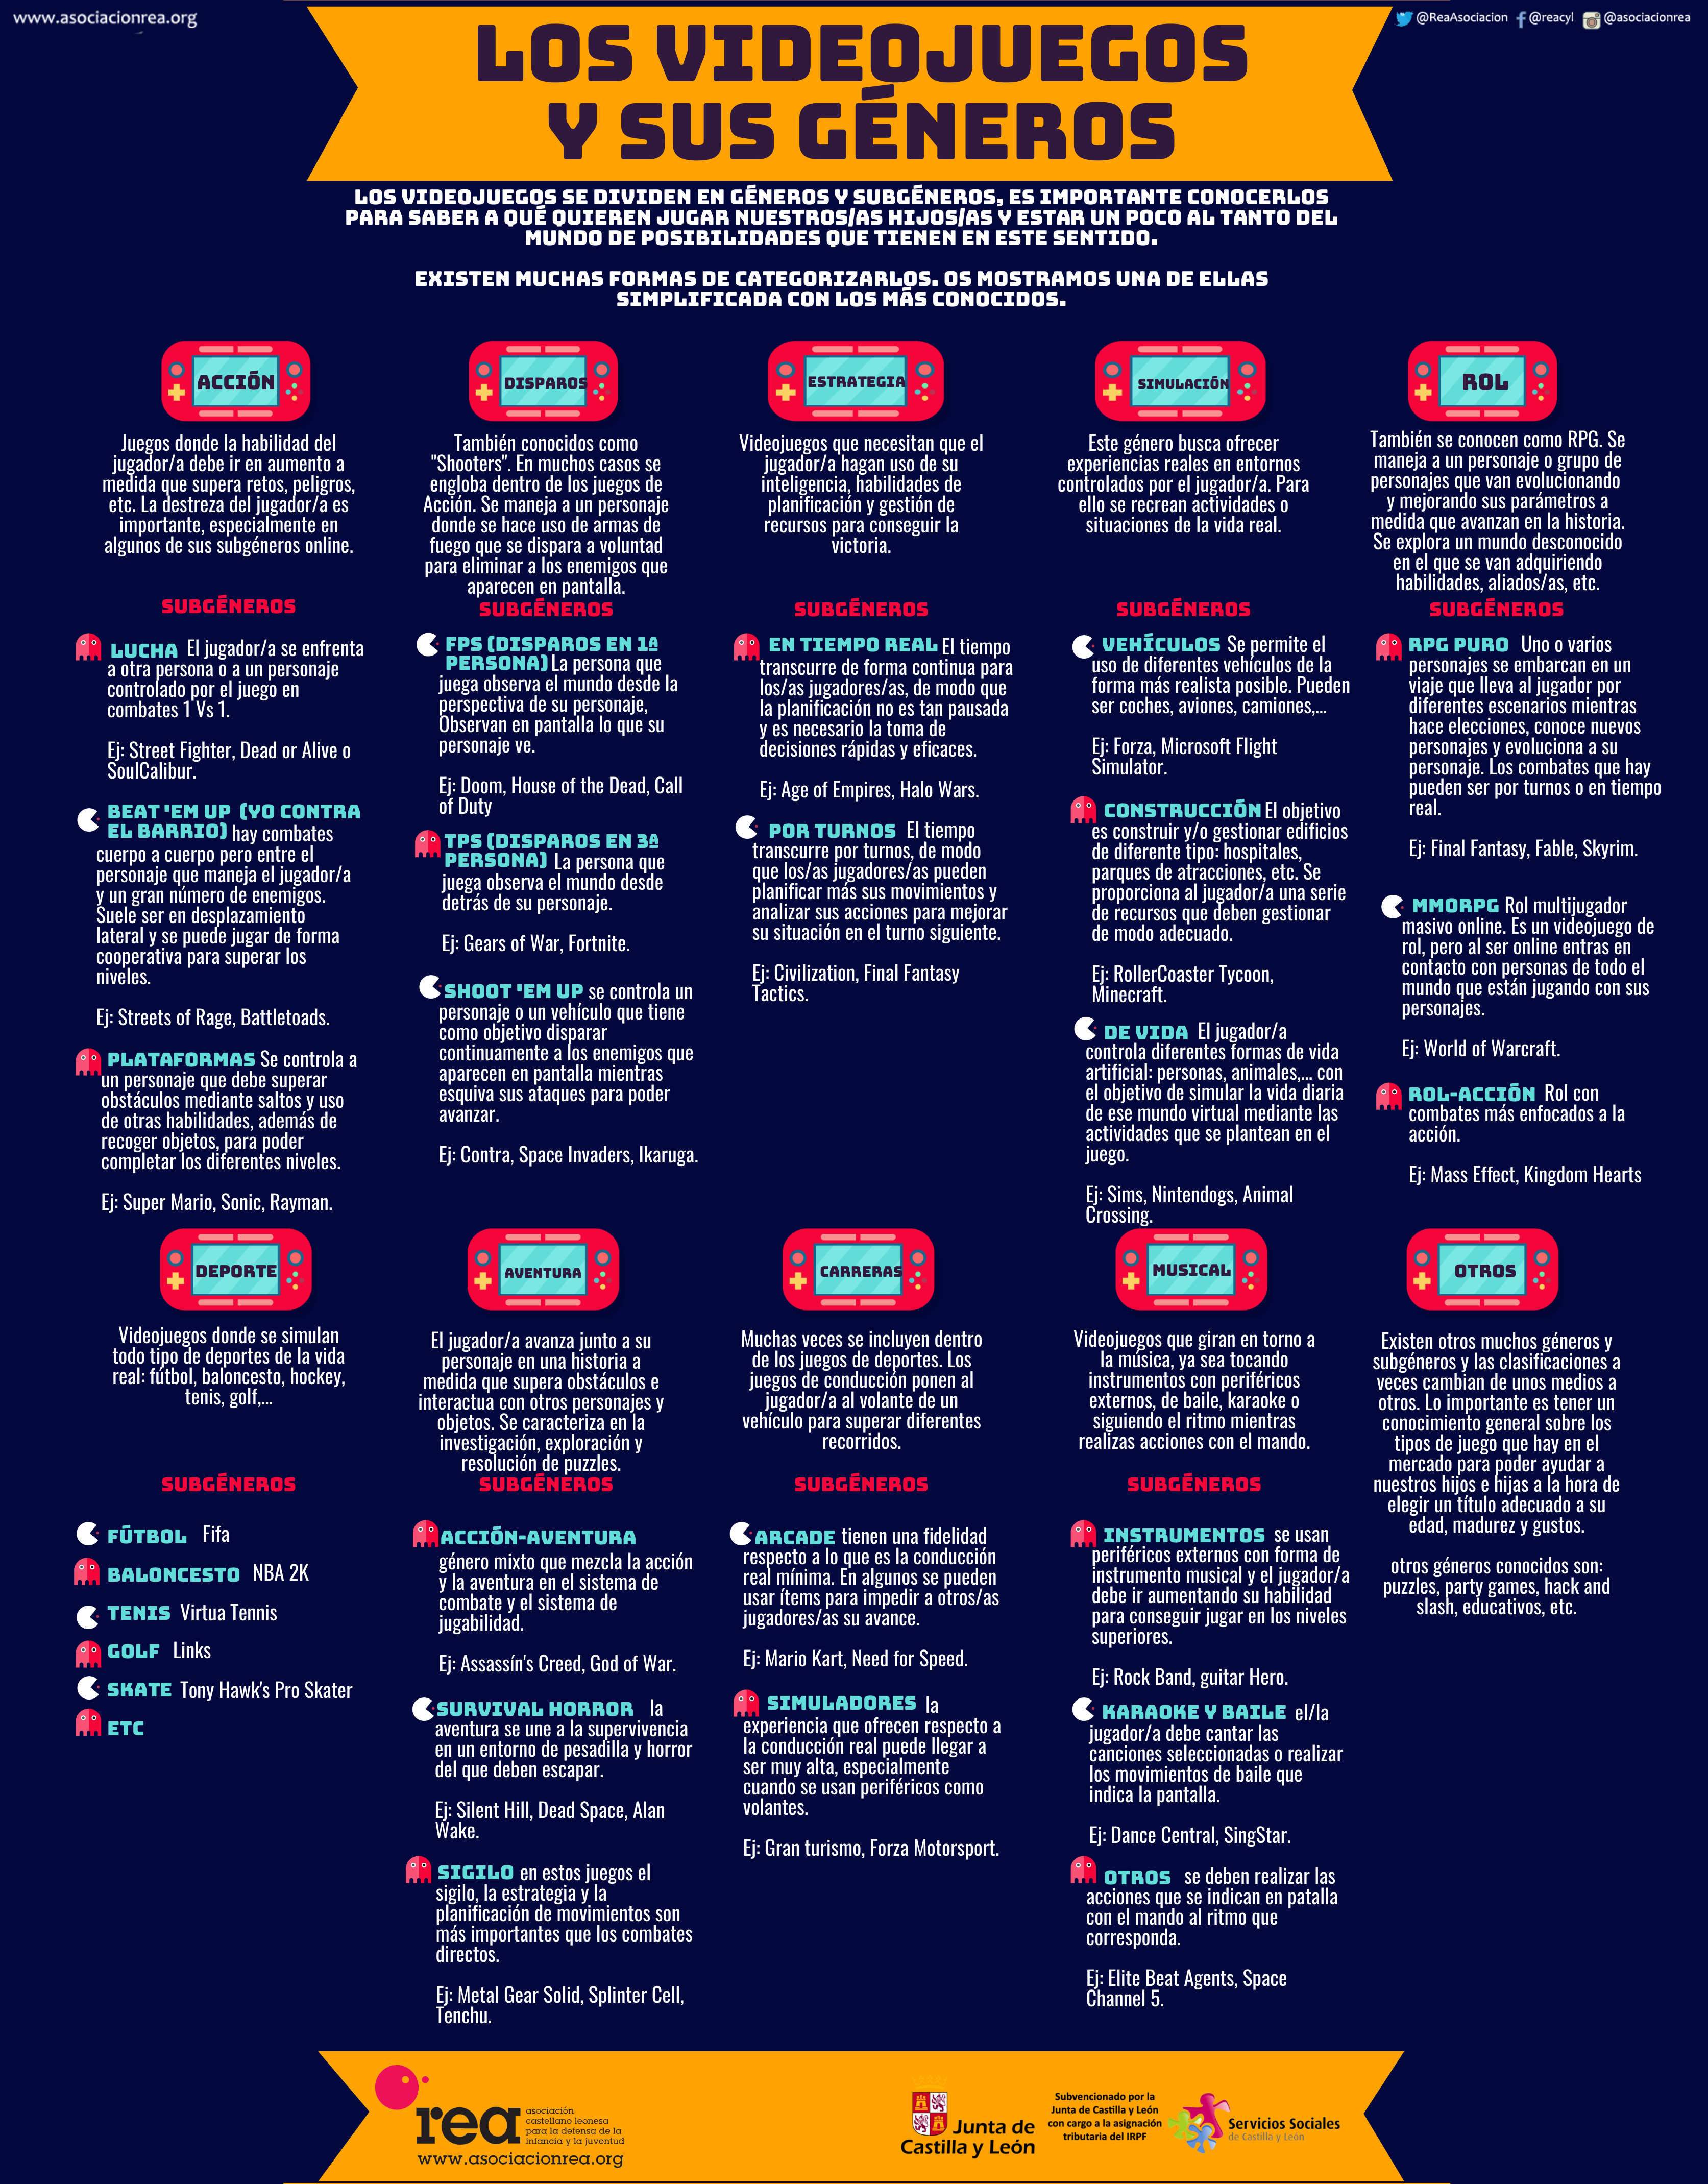 www.asociacionrea.org
@ReaAsociacion @reacyl @asociacionrea
LOS VIDEOJUEGOS
Y SUS GÉNEROS
LOS VIDEOJUEGOS SE DIVIDEN EN GÉNEROS Y SUBGÉNEROS, ES IMPORTANTE CONOCERLOS
PARA SABER A QUÉ QUIEREN JUGAR NUESTROS/AS HIJOS/AS Y ESTAR UN POCO AL TANTO DEL
MUNDO DE POSIBILIDADES QUE TIENEN EN ESTE SENTIDO.
EXISTEN MUCHAS FORMAS DE CATEGORIZARLOS. OS MOSTRAMOS UNA DE ELLAS
SIMPLIFICADA CON LOS MÁS CONOCIDOS.
ACCIÓN
Juegos donde la habilidad del
jugador/a debe ir en aumento a
medida que supera retos, peligros,
etc. La destreza del jugador/a es
importante, especialmente en
algunos de sus subgéneros online.
SUBGÉNEROS
LUCHA El jugador/a se enfrenta
a otra persona o a un personaje
controlado por el juego en
combates 1 Vs 1.
Ej: Street Fighter, Dead or Alive o
SoulCalibur.
BEAT 'EM UP (YO CONTRA
EL BARRIO) hay combates
cuerpo a cuerpo pero entre el
personaje que maneja el jugador/a
y un gran número de enemigos.
Suele ser en desplazamiento
lateral y se puede jugar de forma
cooperativa para superar los
niveles.
Ej: Streets of Rage, Battletoads.
PLATAFORMAS Se controla a
un personaje que debe superar
obstáculos mediante saltos y uso
de otras habilidades, además de
recoger objetos, para poder
completar los diferentes niveles.
Ej: Super Mario, Sonic, Rayman.
DISPAROS
También conocidos como
"Shooters". En muchos casos se
engloba dentro de los juegos de
Acción. Se maneja a un personaje
donde se hace uso de armas de
fuego que se dispara a voluntad
para eliminar a los enemigos que
aparecen en pantalla.
SUBGÉNEROS
FPS (DISPAROS EN 1ª
PERSONA) La persona que
juega observa el mundo desde la
perspectiva de su personaje,
Observan en pantalla lo que su
personaje ve.
Ej: Doom, House of the Dead, Call
of Duty
TPS (DISPAROS EN 3ª
PERSONA) La persona que
juega observa el mundo desde
detrás de su personaje.
Ej: Gears of War, Fortnite.
SHOOT 'EM UP se controla un
personaje o un vehículo que tiene
como objetivo disparar
continuamente a los enemigos que
aparecen en pantalla mientras
esquiva sus ataques para poder
avanzar.
Ej: Contra, Space Invaders, Ikaruga.
ESTRATEGIA
Videojuegos que necesitan que el
jugador/a hagan uso de su
inteligencia, habilidades de
planificación y gestión de
recursos para conseguir la
victoria.
SUBGÉNEROS
EN TIEMPO REAL El tiempo
transcurre de forma continua para
los/as jugadores/as, de modo que
la planificación no es tan pausada
y es necesario la toma de
decisiones rápidas y eficaces.
Ej: Age of Empires, Halo Wars.
POR TURNOS El tiempo
transcurre por turnos, de modo
que los/as jugadores/as pueden
planificar más sus movimientos y
analizar sus acciones para mejorar
su situación en el turno siguiente.
Ej: Civilization, Final Fantasy
Tactics.
SIMULACIÓN
Este género busca ofrecer
experiencias reales en entornos
controlados por el jugador/a. Para
ello se recrean actividades o
situaciones de la vida real.
SUBGÉNEROS
VEHÍCULOS Se permite el
uso de diferentes vehículos de la
forma más realista posible. Pueden
ser coches, aviones, camiones,...
Ej: Forza, Microsoft Flight
Simulator.
CONSTRUCCIÓN El objetivo
es construir y/o gestionar edificios
de diferente tipo: hospitales,
parques de atracciones, etc. Se
proporciona al jugador/a una serie
de recursos que deben gestionar
de modo adecuado.
Ej: RollerCoaster Tycoon,
Minecraft.
DE VIDA El jugador/a
controla diferentes formas de vida
artificial: personas, animales,... con
el objetivo de simular la vida diaria
de ese mundo virtual mediante las
actividades que se plantean en el
juego.
Ej: Sims, Nintendogs, Animal
Crossing.
ROL
También se conocen como RPG. Se
maneja a un personaje o grupo de
personajes que van evolucionando
y mejorando sus parámetros a
medida que avanzan en la historia.
Se explora un mundo desconocido
en el que se van adquiriendo
habilidades, aliados/as, etc.
SUBGÉNEROS
RPG PURO Uno o varios
personajes se embarcan en un
viaje que lleva al jugador por
diferentes escenarios mientras
hace elecciones, conoce nuevos
personajes y evoluciona a su
personaje. Los combates que hay
pueden ser por turnos o en tiempo
real.
Ej: Final Fantasy, Fable, Skyrim.
MMORPG Rol multijugador
masivo online. Es un videojuego de
rol, pero al ser online entras en
contacto con personas de todo el
mundo que están jugando con sus
personajes.
Ej: World of Warcraft.
ROL-ACCIÓN Rol con
combates más enfocados a la
acción.
Ej: Mass Effect, Kingdom Hearts
DEPORTE
Videojuegos donde se simulan
todo tipo de deportes de la vida
real: fútbol, baloncesto, hockey,
tenis, golf,...
SUBGÉNEROS
FÚTBOL Fifa
BALONCESTO NBA 2K
TENIS Virtua Tennis
GOLF Links
SKATE Tony Hawk's Pro Skater
ETC
AVENTURA
El jugador/a avanza junto a su
personaje en una historia a
medida que supera obstáculos e
interactua con otros personajes y
objetos. Se caracteriza en la
investigación, exploración y
resolución de puzzles.
SUBGÉNEROS
ACCIÓN-AVENTURA
género mixto que mezcla la acción
y la aventura en el sistema de
combate y el sistema de
jugabilidad.
Ej: Assassín's Creed, God of War.
SURVIVAL HORROR la
aventura se une a la supervivencia
en un entorno de pesadilla y horror
del que deben escapar.
Ej: Silent Hill, Dead Space, Alan
Wake.
SIGILO en estos juegos el
sigilo, la estrategia y la
planificación de movimientos son
más importantes que los combates
directos.
Ej: Metal Gear Solid, Splinter Cell,
Tenchu.
CARRERAS
Muchas veces se incluyen dentro
de los juegos de deportes. Los
juegos de conducción ponen al
jugador/a al volante de un
vehículo para superar diferentes
recorridos.
SUBGÉNEROS
ARCADE tienen una fidelidad
respecto a lo que es la conducción
real mínima. En algunos se pueden
usar ítems para impedir a otros/as
jugadores/as su avance.
Ej: Mario Kart, Need for Speed.
SIMULADORES la
experiencia que ofrecen respecto a
la conducción real puede llegar a
ser muy alta, especialmente
cuando se usan periféricos como
volantes.
Ej: Gran turismo, Forza Motorsport.
MUSICAL
Videojuegos que giran en torno a
la música, ya sea tocando
instrumentos con periféricos
externos, de baile, karaoke o
siguiendo el ritmo mientras
realizas acciones con el mando.
SUBGÉNEROS
INSTRUMENTOS se usan
periféricos externos con forma de
instrumento musical y el jugador/a
debe ir aumentando su habilidad
para conseguir jugar en los niveles
superiores.
Ej: Rock Band, guitar Hero.
KARAOKE Y BAILE el/la
jugador/a debe cantar las
canciones seleccionadas o realizar
los movimientos de baile que
indica la pantalla.
Ej: Dance Central, SingStar.
OTROS se deben realizar las
acciones que se indican en patalla
con el mando al ritmo que
corresponda.
Ej: Elite Beat Agents, Space
Channel 5.
OTROS
Existen otros muchos géneros y
subgéneros y las clasificaciones a
veces cambian de unos medios a
otros. Lo importante es tener un
conocimiento general sobre los
tipos de juego que hay en el
mercado para poder ayudar a
nuestros hijos e hijas a la hora de
elegir un título adecuado a su
edad, madurez y gustos.
otros géneros conocidos son:
puzzles, party games, hack and
slash, educativos, etc.
rea
asociación
castellano leonesa
para la defensa de la
infancia y la juventud
www.asociacionrea.org
Junta de
Castilla y León
Subvencionado por la
Junta de Castilla y León
con cargo a la asignación
tributaria del IRPF
Servicios Sociales
de Castilla y León